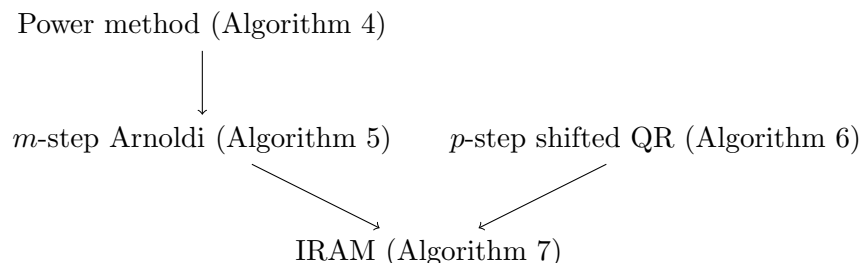 Power method (Algorithm 4)
m-step Arnoldi (Algorithm 5) p-step shifted QR (Algorithm 6)
IRAM (Algorithm 7)